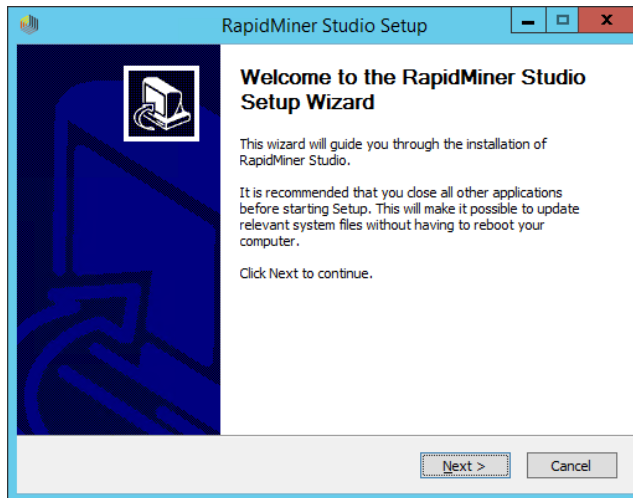 RapidMiner Studio Setup
Welcome to the RapidMiner Studio
Setup Wizard
This wizard will guide you through the installation of
RapidMiner Studio.
It is recommended that you close all other applications
before starting Setup. This will make it possible to update
relevant system files without having to reboot your
computer.
Click Next to continue.
Next >
Cancel